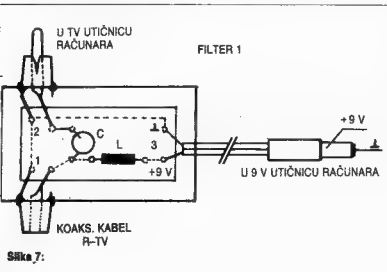 U TV UTIČNICU
RAČUNARA
FILTER 1
2
C
3
+9 V
1
L
+9 V
U 9 V UTIČNICU RAČUNARA
KOAKS. KABEL
R-TV
Slika 7: